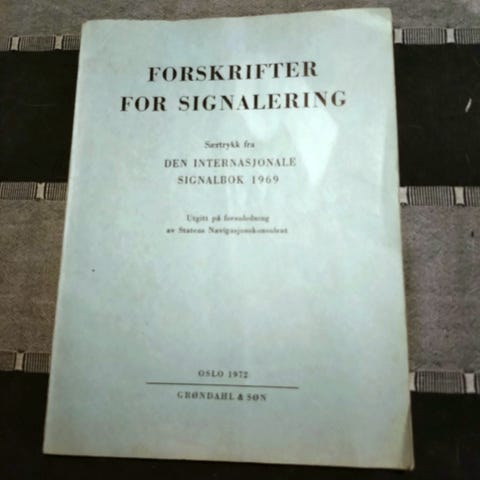 FORSKRIFTER
FOR SIGNALERING
Særtrykk fra
DEN INTERNASJONALE
SIGNALBOK 1969
Utgitt på foranledning
av Statens Navigasjonskonsulent
OSLO 1972
GRØNDAHL & SØN